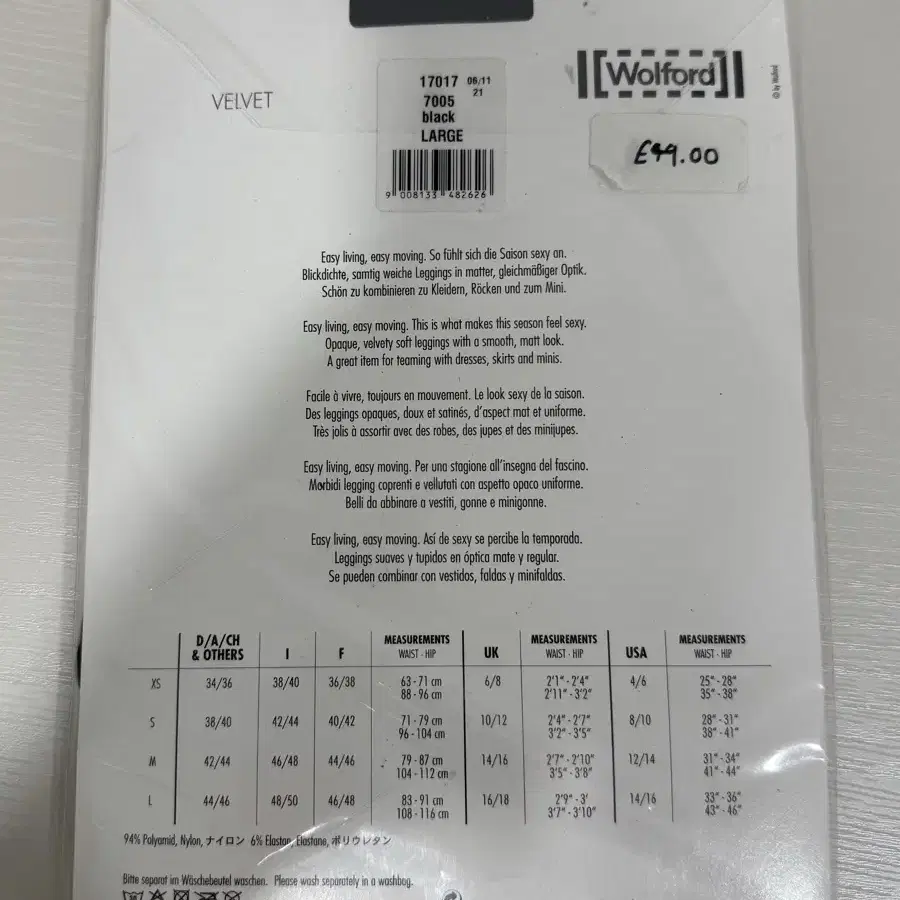 VELVET
17017 06/11
21
7005
black
LARGE
9 008133 482626
Wolford
© by Wolford
£49.00
Easy living, easy moving. So fühlt sich die Saison sexy an.
Blickdichte, samtig weiche Leggings in matter, gleichmäßiger Optik.
Schön zu kombinieren zu Kleidern, Röcken und zum Mini.
Easy living, easy moving. This is what makes this season feel sexy.
Opaque, velvety soft leggings with a smooth, matt look.
A great item for teaming with dresses, skirts and minis.
Facile à vivre, toujours en mouvement. Le look sexy de la saison.
Des leggings opaques, doux et satinés, d'aspect mat et uniforme.
Très jolis à assortir avec des robes, des jupes et des minijupes.
Easy living, easy moving. Per una stagione all'insegna del fascino.
Morbidi legging coprenti e vellutati con aspetto opaco uniforme.
Belli da abbinare a vestiti, gonne e minigonne.
Easy living, easy moving. Así de sexy se percibe la temporada.
Leggings suaves y tupidos en óptica mate y regular.
Se pueden combinar con vestidos, faldas y minifaldas.
D/A/CH & OTHERS I F MEASUREMENTS WAIST - HIP UK MEASUREMENTS WAIST - HIP USA MEASUREMENTS WAIST - HIP
XS 34/36 38/40 36/38 63 - 71 cm 88 - 96 cm 6/8 2'1" - 2'4" 2'11" - 3'2" 4/6 25" - 28" 35" - 38"
S 38/40 42/44 40/42 71 - 79 cm 96 - 104 cm 10/12 2'4" - 2'7" 3'2" - 3'5" 8/10 28" - 31" 38" - 41"
M 42/44 46/48 44/46 79 - 87 cm 104 - 112 cm 14/16 2'7" - 2'10" 3'5" - 3'8" 12/14 31" - 34" 41" - 44"
L 44/46 48/50 46/48 83 - 91 cm 108 - 116 cm 16/18 2'9" - 3' 3'7" - 3'10" 14/16 33" - 36" 43" - 46"
94% Polyamid, Nylon, ナイロン 6% Elastan, Elastane, ポリウレタン
Bitte separat im Wäschebeutel waschen. Please wash separately in a washbag.